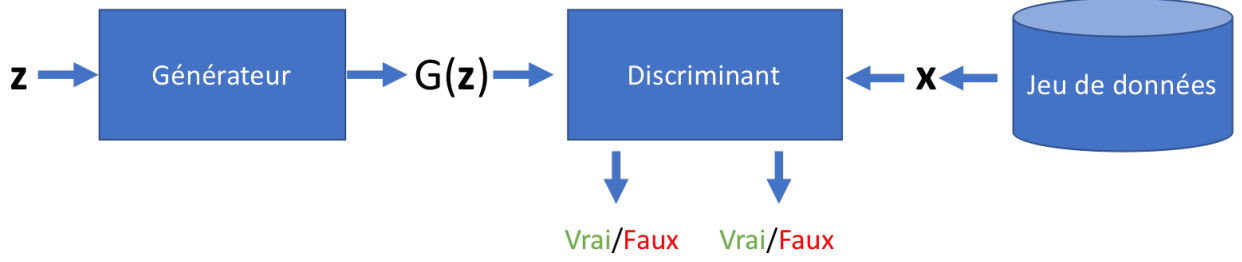 z
Générateur
G(z)
Discriminant
x
Jeu de données
Vrai/Faux
Vrai/Faux